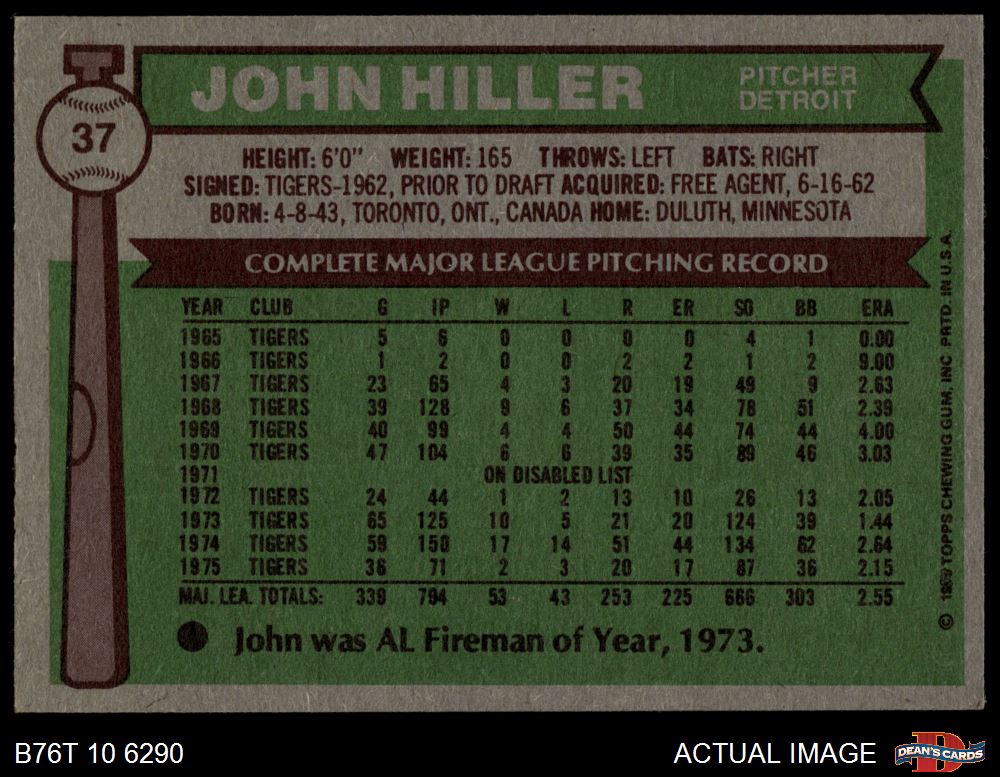 37
JOHN HILLER
PITCHER
DETROIT
HEIGHT: 6'0" WEIGHT: 165 THROWS: LEFT BATS: RIGHT
SIGNED: TIGERS-1962, PRIOR TO DRAFT ACQUIRED: FREE AGENT, 6-16-62
BORN: 4-8-43, TORONTO, ONT., CANADA HOME: DULUTH, MINNESOTA
COMPLETE MAJOR LEAGUE PITCHING RECORD
YEAR CLUB G IP W L R ER SO BB ERA
1965 TIGERS 5 6 0 0 0 0 4 1 0.00
1966 TIGERS 1 2 0 0 2 2 1 2 9.00
1967 TIGERS 23 65 4 3 20 19 49 9 2.63
1968 TIGERS 39 128 9 6 37 34 78 51 2.39
1969 TIGERS 40 99 4 4 50 44 74 44 4.00
1970 TIGERS 47 104 6 6 39 35 89 46 3.03
1971 ON DISABLED LIST
1972 TIGERS 24 44 1 2 13 10 26 13 2.05
1973 TIGERS 65 125 10 5 21 20 124 39 1.44
1974 TIGERS 59 150 17 14 51 44 134 62 2.64
1975 TIGERS 36 71 2 3 20 17 87 36 2.15
MAJ. LEA. TOTALS: 339 794 53 43 253 225 666 303 2.55
John was AL Fireman of Year, 1973.
© TOPPS CHEWING GUM, INC PRTD. IN U.S.A.
B76T 10 6290
ACTUAL IMAGE
D
DEAN'S CARDS